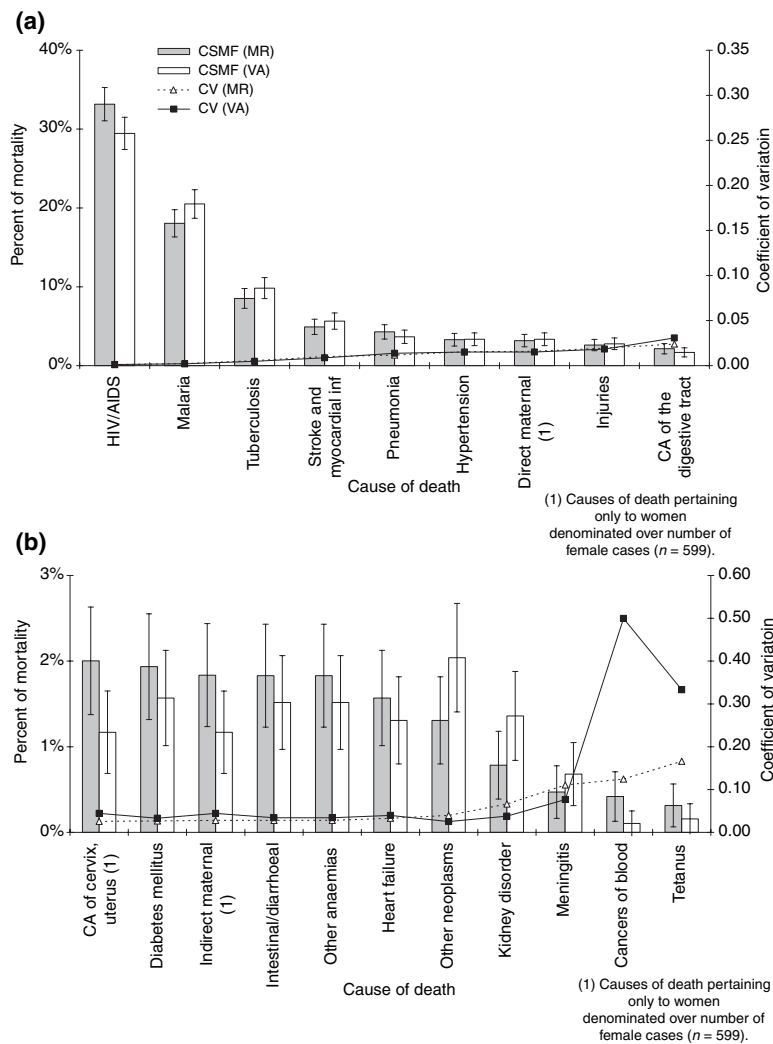 (a)
40%
30%
20%
10%
0%
Percent of mortality
CSMF (MR)
CSMF (VA)
CV (MR)
CV (VA)
0.35
0.30
0.25
0.20
0.15
0.10
0.05
0.00
Coefficient of variatoin
HIV/AIDS
Malaria
Tuberculosis
Stroke and
myocardial inf
Pneumonia
Hypertension
Direct maternal
(1)
Injuries
CA of the
digestive tract
Cause of death
(1) Causes of death pertaining
only to women
denominated over number of
female cases (n = 599).
(b)
3%
2%
1%
0%
Percent of mortality
0.60
0.50
0.40
0.30
0.20
0.10
0.00
Coefficient of variatoin
CA of cervix,
uterus (1)
Diabetes mellitus
Indirect maternal
(1)
Intestinal/diarrhoeal
Other anaemias
Heart failure
Other neoplasms
Kidney disorder
Meningitis
Cancers of blood
Tetanus
Cause of death
(1) Causes of death pertaining
only to women
denominated over number of
female cases (n = 599).